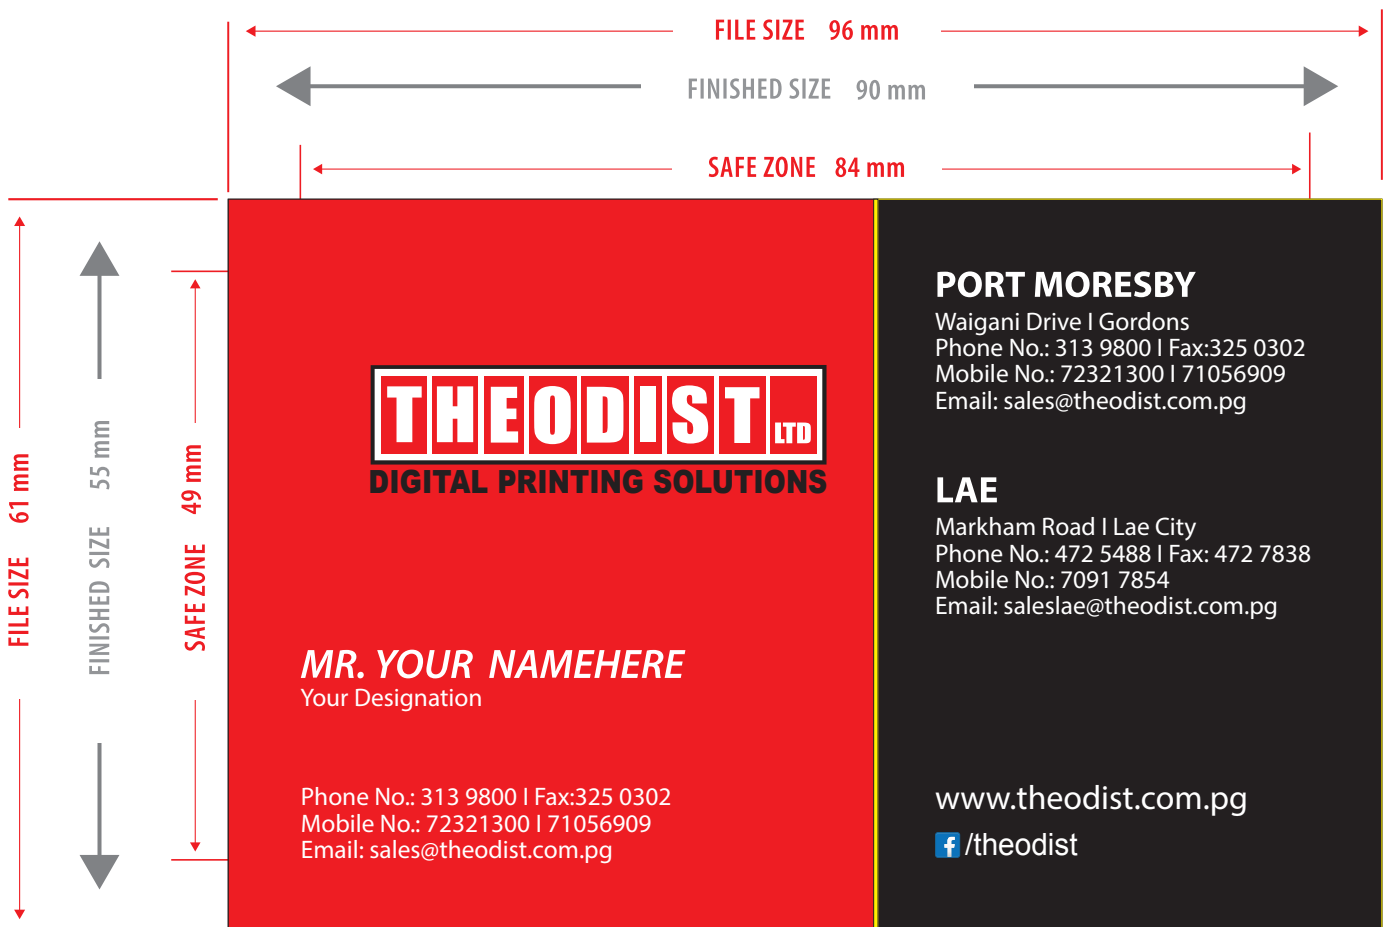 FILE SIZE 96 mm
FINISHED SIZE 90 mm
SAFE ZONE 84 mm
FILE SIZE 61 mm
FINISHED SIZE 55 mm
SAFE ZONE 49 mm
THEODIST LTD
DIGITAL PRINTING SOLUTIONS
MR. YOUR NAMEHERE
Your Designation
Phone No.: 313 9800 I Fax:325 0302
Mobile No.: 72321300 I 71056909
Email: sales@theodist.com.pg
PORT MORESBY
Waigani Drive I Gordons
Phone No.: 313 9800 I Fax:325 0302
Mobile No.: 72321300 I 71056909
Email: sales@theodist.com.pg
LAE
Markham Road I Lae City
Phone No.: 472 5488 I Fax: 472 7838
Mobile No.: 7091 7854
Email: saleslae@theodist.com.pg
www.theodist.com.pg
f /theodist